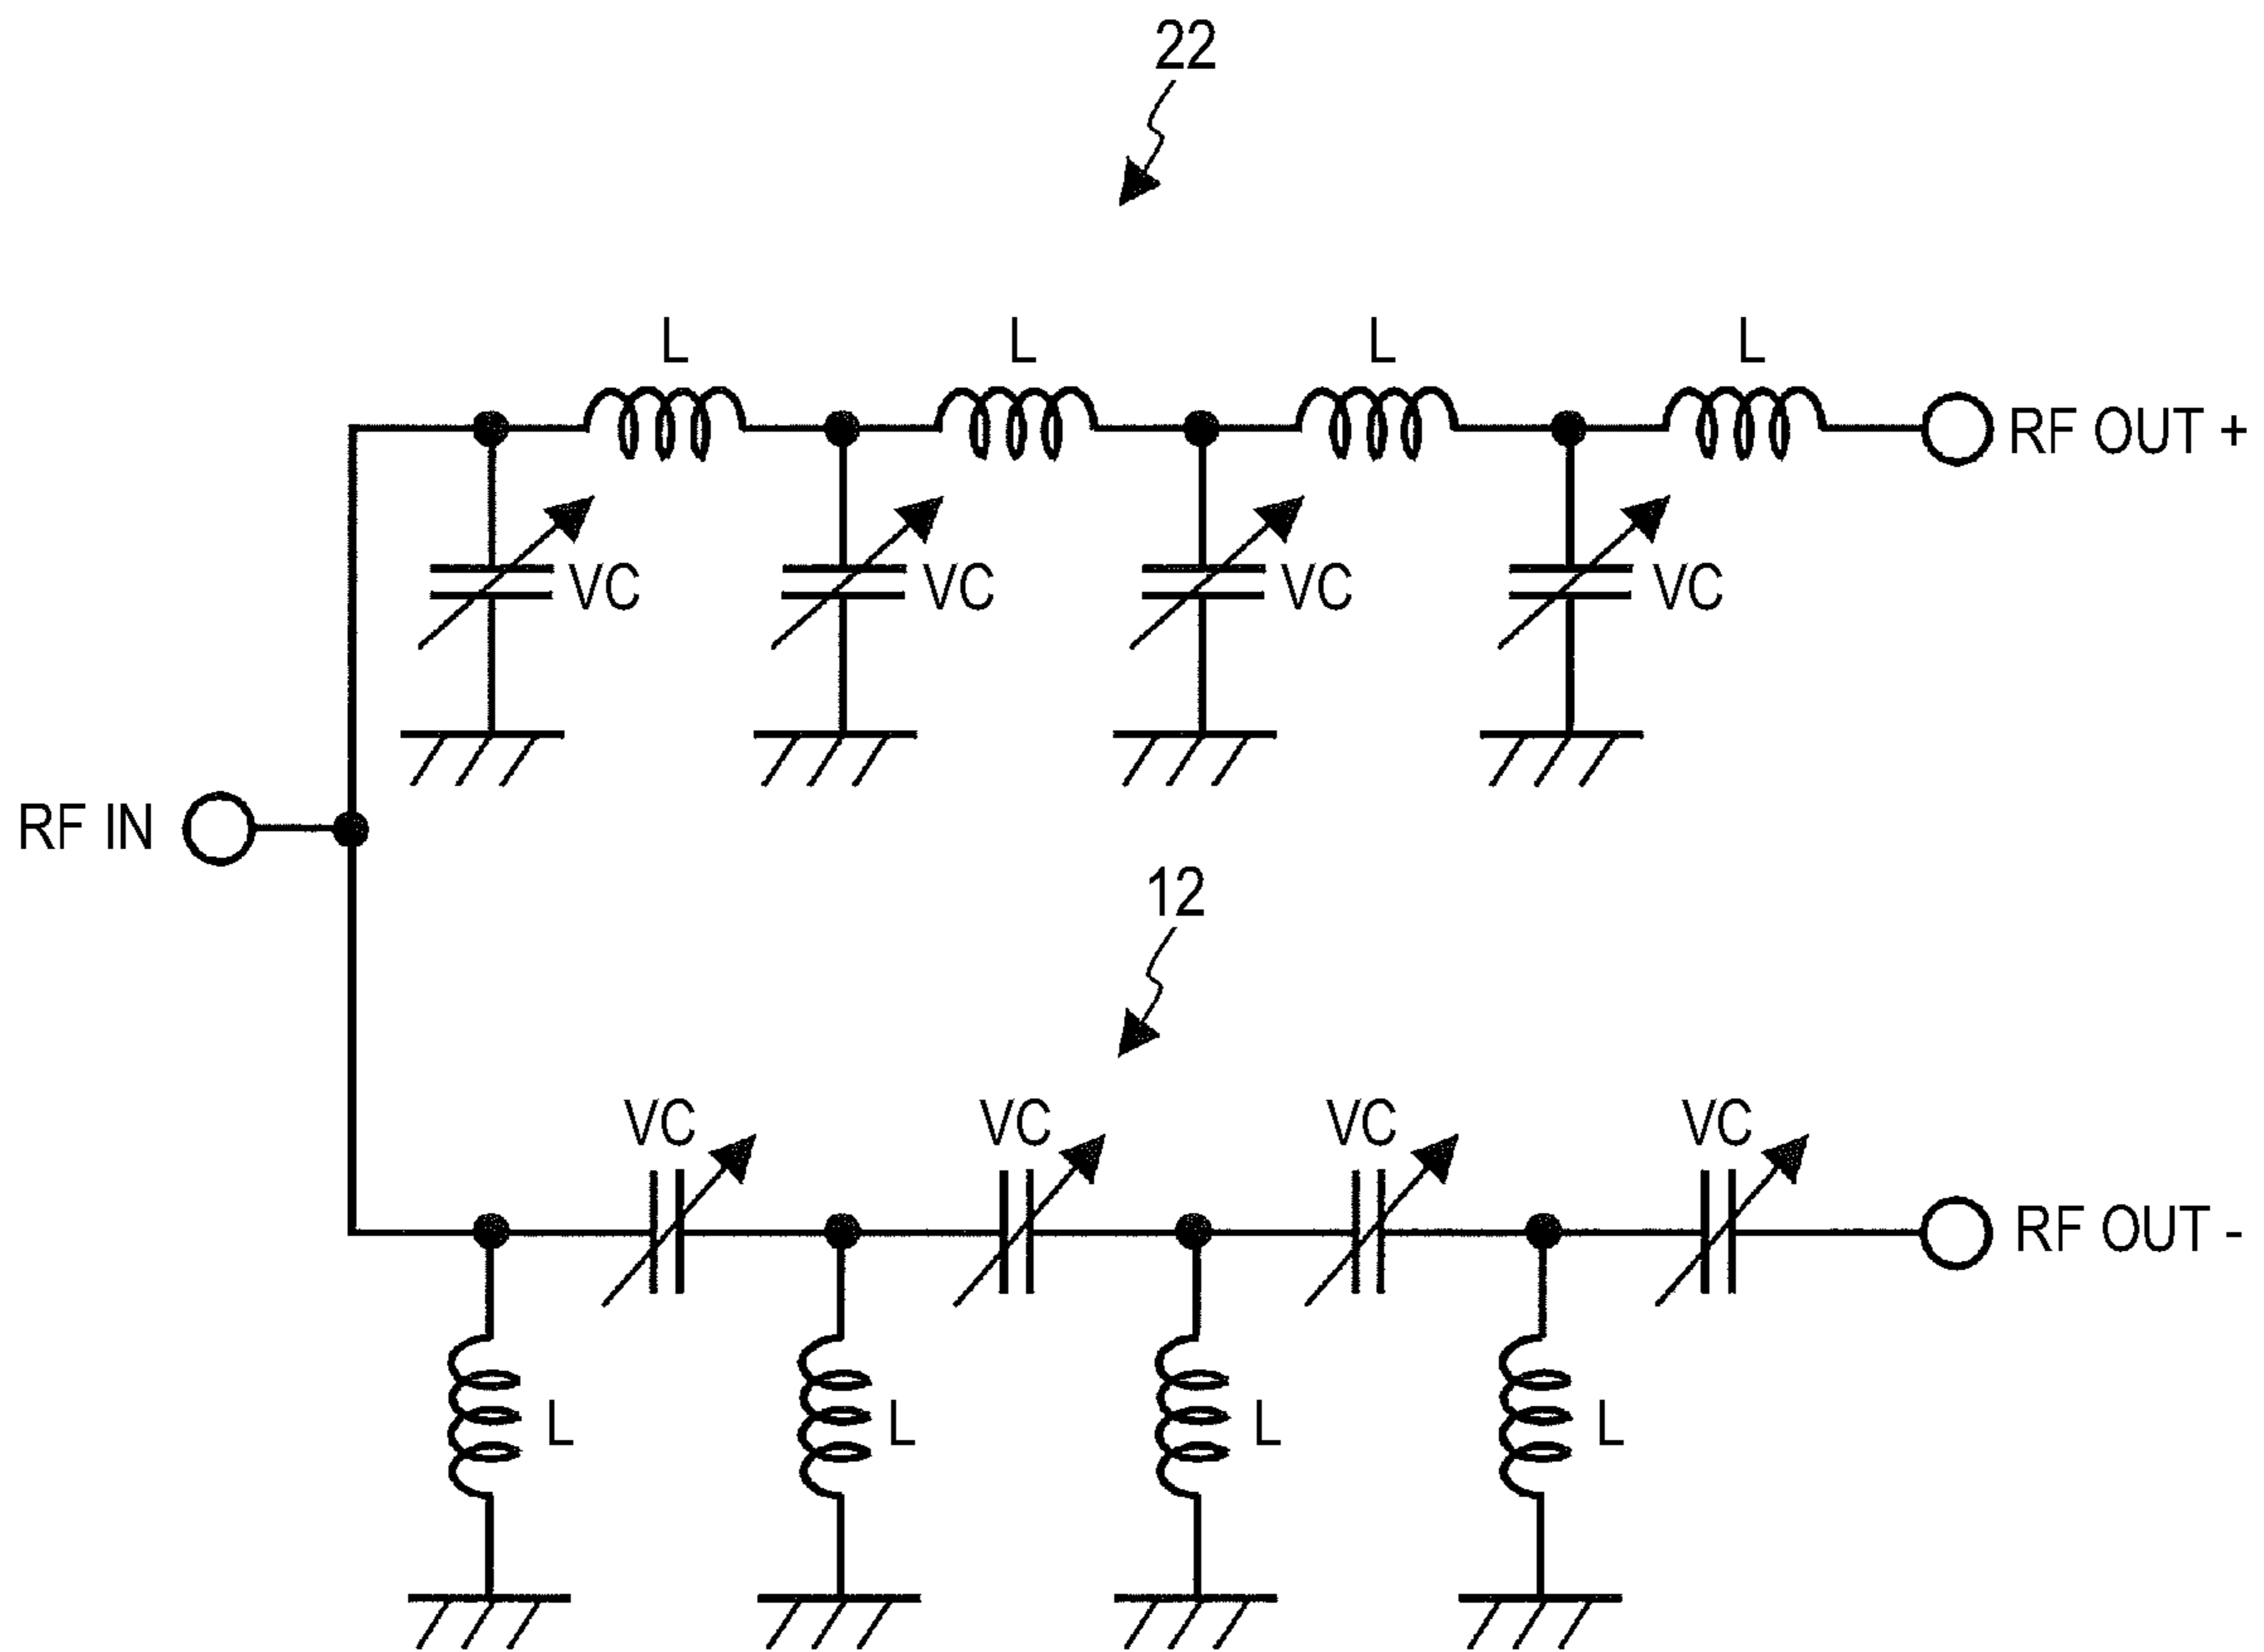 22
L L L L
RF OUT +
VC VC VC VC
RF IN
12
VC VC VC VC
RF OUT -
L L L L